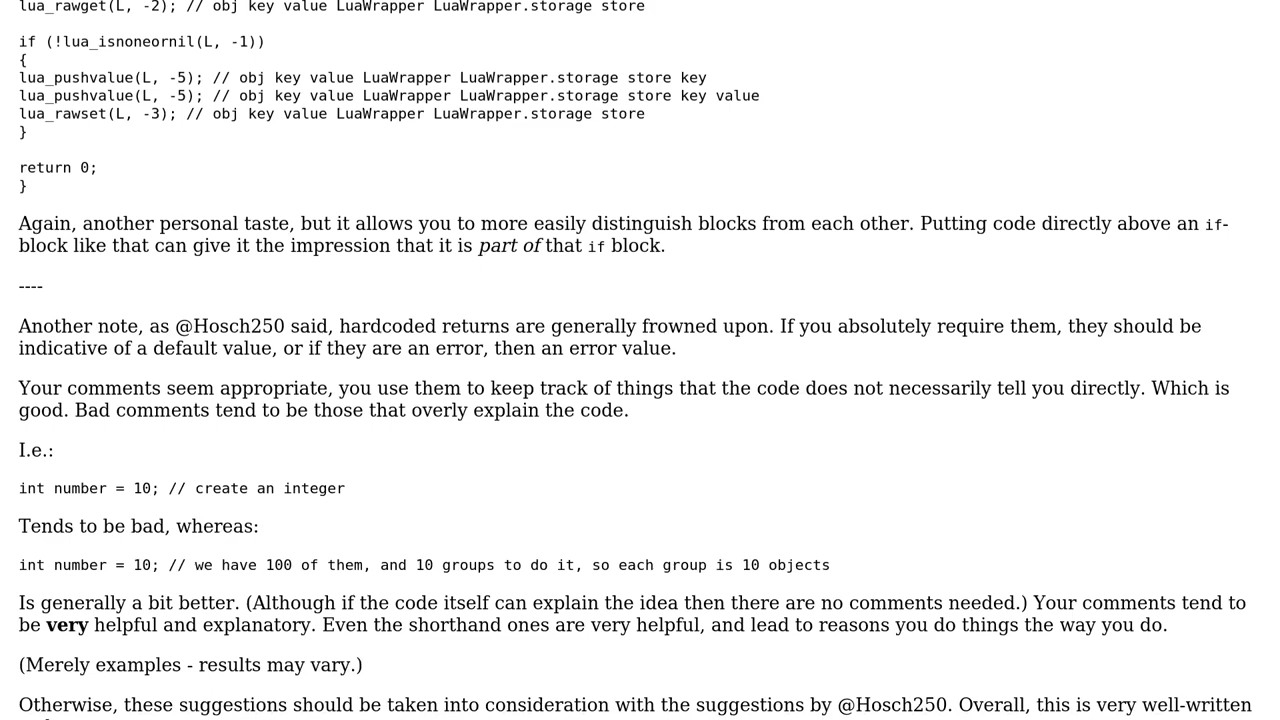 lua_rawget(L, -2); // obj key value LuaWrapper LuaWrapper.storage store
if (!lua_isnoneornil(L, -1))
{
lua_pushvalue(L, -5); // obj key value LuaWrapper LuaWrapper.storage store key
lua_pushvalue(L, -5); // obj key value LuaWrapper LuaWrapper.storage store key value
lua_rawset(L, -3); // obj key value LuaWrapper LuaWrapper.storage store
}
return 0;
}
Again, another personal taste, but it allows you to more easily distinguish blocks from each other. Putting code directly above an if-
block like that can give it the impression that it is part of that if block.
----
Another note, as @Hosch250 said, hardcoded returns are generally frowned upon. If you absolutely require them, they should be
indicative of a default value, or if they are an error, then an error value.
Your comments seem appropriate, you use them to keep track of things that the code does not necessarily tell you directly. Which is
good. Bad comments tend to be those that overly explain the code.
I.e.:
int number = 10; // create an integer
Tends to be bad, whereas:
int number = 10; // we have 100 of them, and 10 groups to do it, so each group is 10 objects
Is generally a bit better. (Although if the code itself can explain the idea then there are no comments needed.) Your comments tend to
be very helpful and explanatory. Even the shorthand ones are very helpful, and lead to reasons you do things the way you do.
(Merely examples - results may vary.)
Otherwise, these suggestions should be taken into consideration with the suggestions by @Hosch250. Overall, this is very well-written